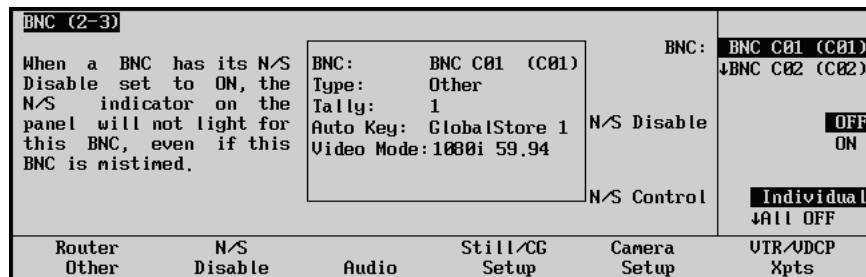 BNC (2-3)
When a BNC has its N/S
Disable set to ON, the
N/S indicator on the
panel will not light for
this BNC, even if this
BNC is mistimed.
BNC: BNC C01 (C01)
Type: Other
Tally: 1
Auto Key: GlobalStore 1
Video Mode: 1080i 59.94
BNC: BNC C01 (C01)
↓BNC C02 (C02)
N/S Disable OFF
ON
N/S Control Individual
↓All OFF
Router Other
N/S Disable
Audio
Still/CG Setup
Camera Setup
VTR/VDCP Xpts